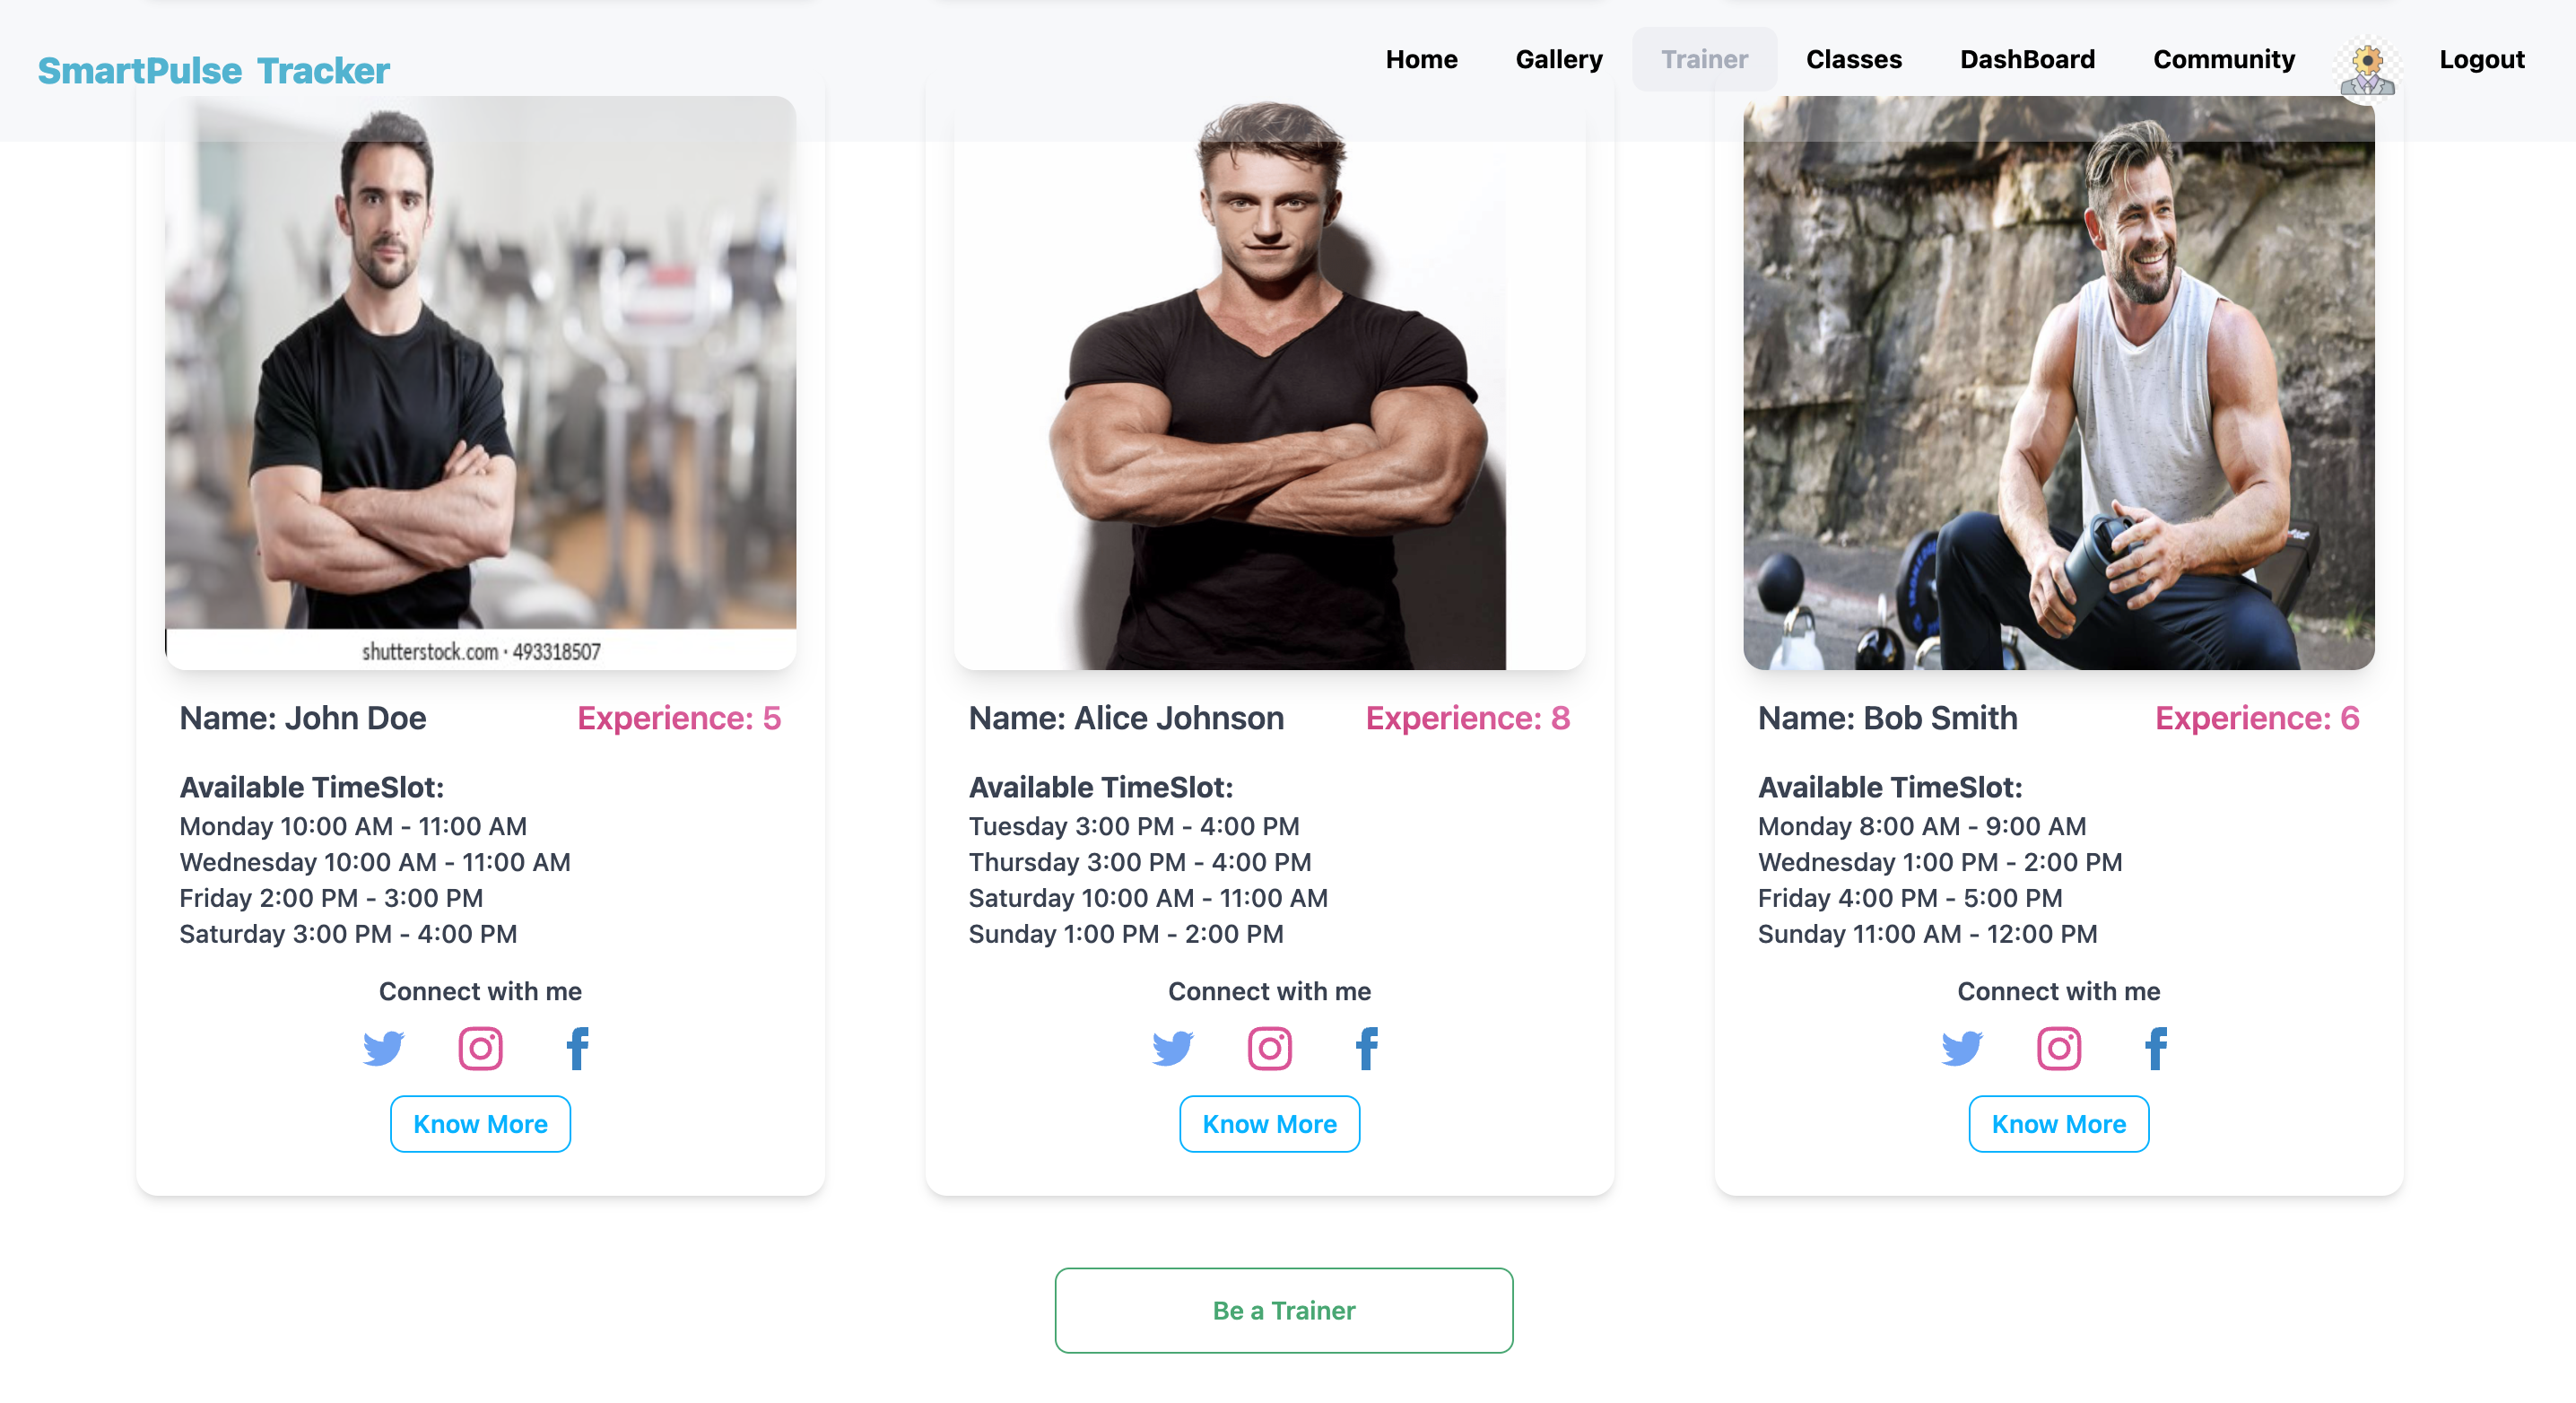 SmartPulse Tracker
Home Gallery Trainer Classes DashBoard Community Logout
shutterstock.com · 493318507
Name: John Doe Experience: 5
Available TimeSlot:
Monday 10:00 AM - 11:00 AM
Wednesday 10:00 AM - 11:00 AM
Friday 2:00 PM - 3:00 PM
Saturday 3:00 PM - 4:00 PM
Connect with me
Know More
Name: Alice Johnson Experience: 8
Available TimeSlot:
Tuesday 3:00 PM - 4:00 PM
Thursday 3:00 PM - 4:00 PM
Saturday 10:00 AM - 11:00 AM
Sunday 1:00 PM - 2:00 PM
Connect with me
Know More
Name: Bob Smith Experience: 6
Available TimeSlot:
Monday 8:00 AM - 9:00 AM
Wednesday 1:00 PM - 2:00 PM
Friday 4:00 PM - 5:00 PM
Sunday 11:00 AM - 12:00 PM
Connect with me
Know More
Be a Trainer